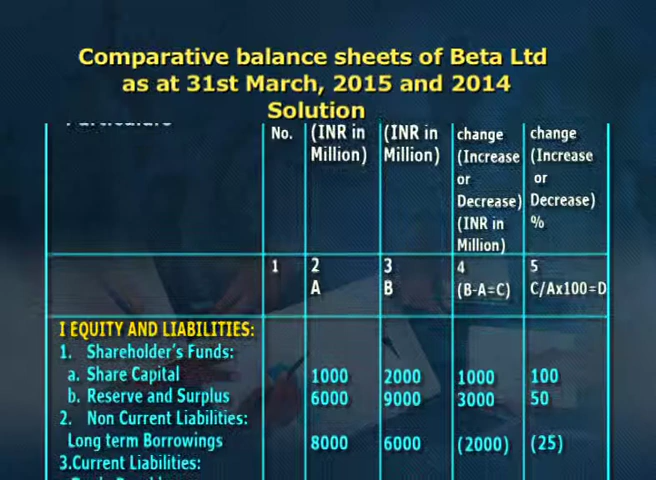 Comparative balance sheets of Beta Ltd
as at 31st March, 2015 and 2014
Solution
No. (INR in (INR in change change
Million) Million) (Increase (Increase
or or
Decrease) Decrease)
(INR in %
Million)
1 2 3 4 5
A B (B-A=C) C/Ax100=D
I EQUITY AND LIABILITIES:
1. Shareholder's Funds:
a. Share Capital 1000 2000 1000 100
b. Reserve and Surplus 6000 9000 3000 50
2. Non Current Liabilities:
Long term Borrowings 8000 6000 (2000) (25)
3.Current Liabilities: